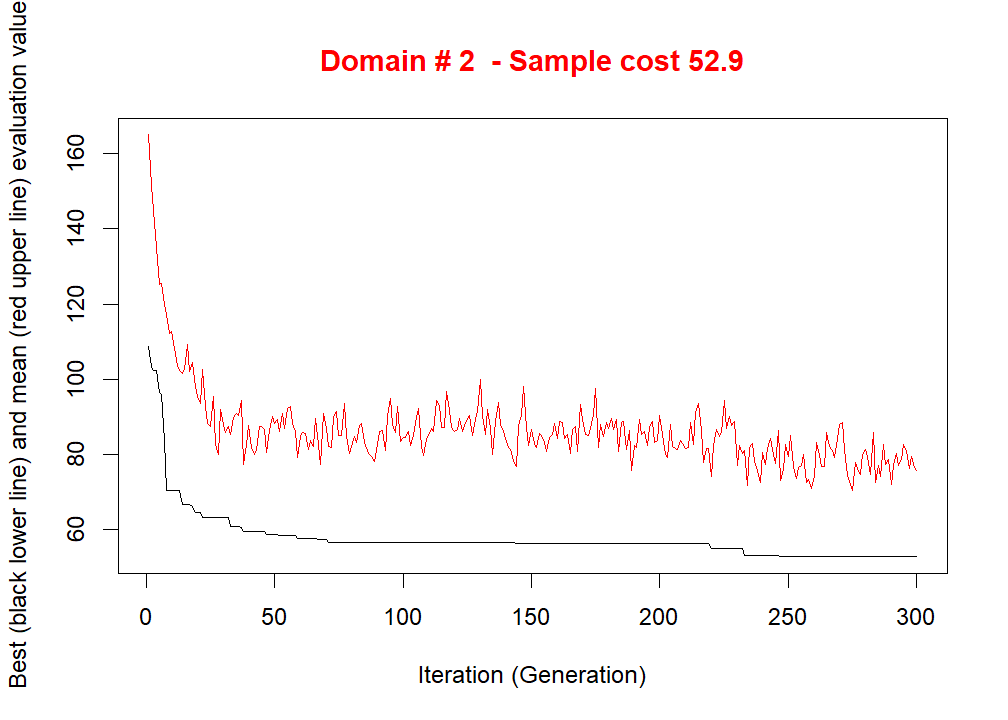 Domain # 2  - Sample cost 52.9
Best (black lower line) and mean (red upper line) evaluation value
160
140
120
100
80
60
0 50 100 150 200 250 300
Iteration (Generation)